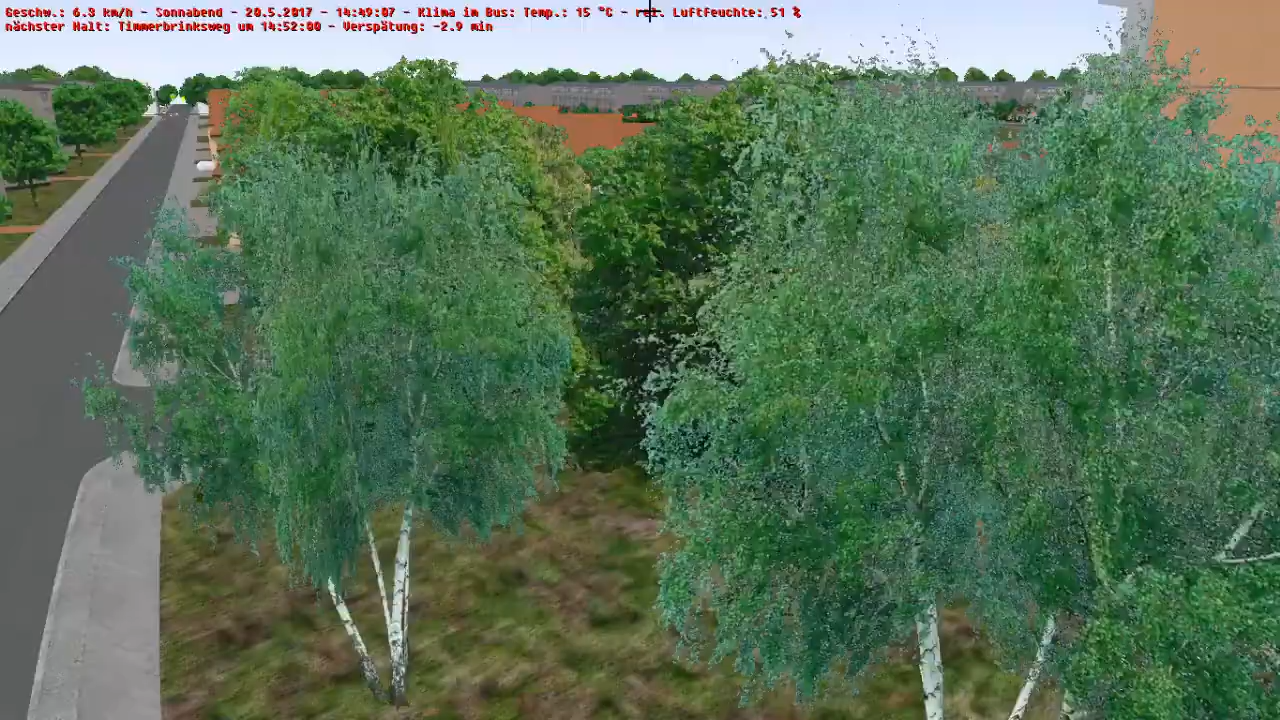 Geschw.: 6.3 km/h - Sonnabend - 20.5.2017 - 14:49:07 - Klima im Bus: Temp.: 15 °C - rel. Luftfeuchte: 51 %
nächster Halt: Timmerbrinksweg um 14:52:00 - Verspätung: -2.9 min